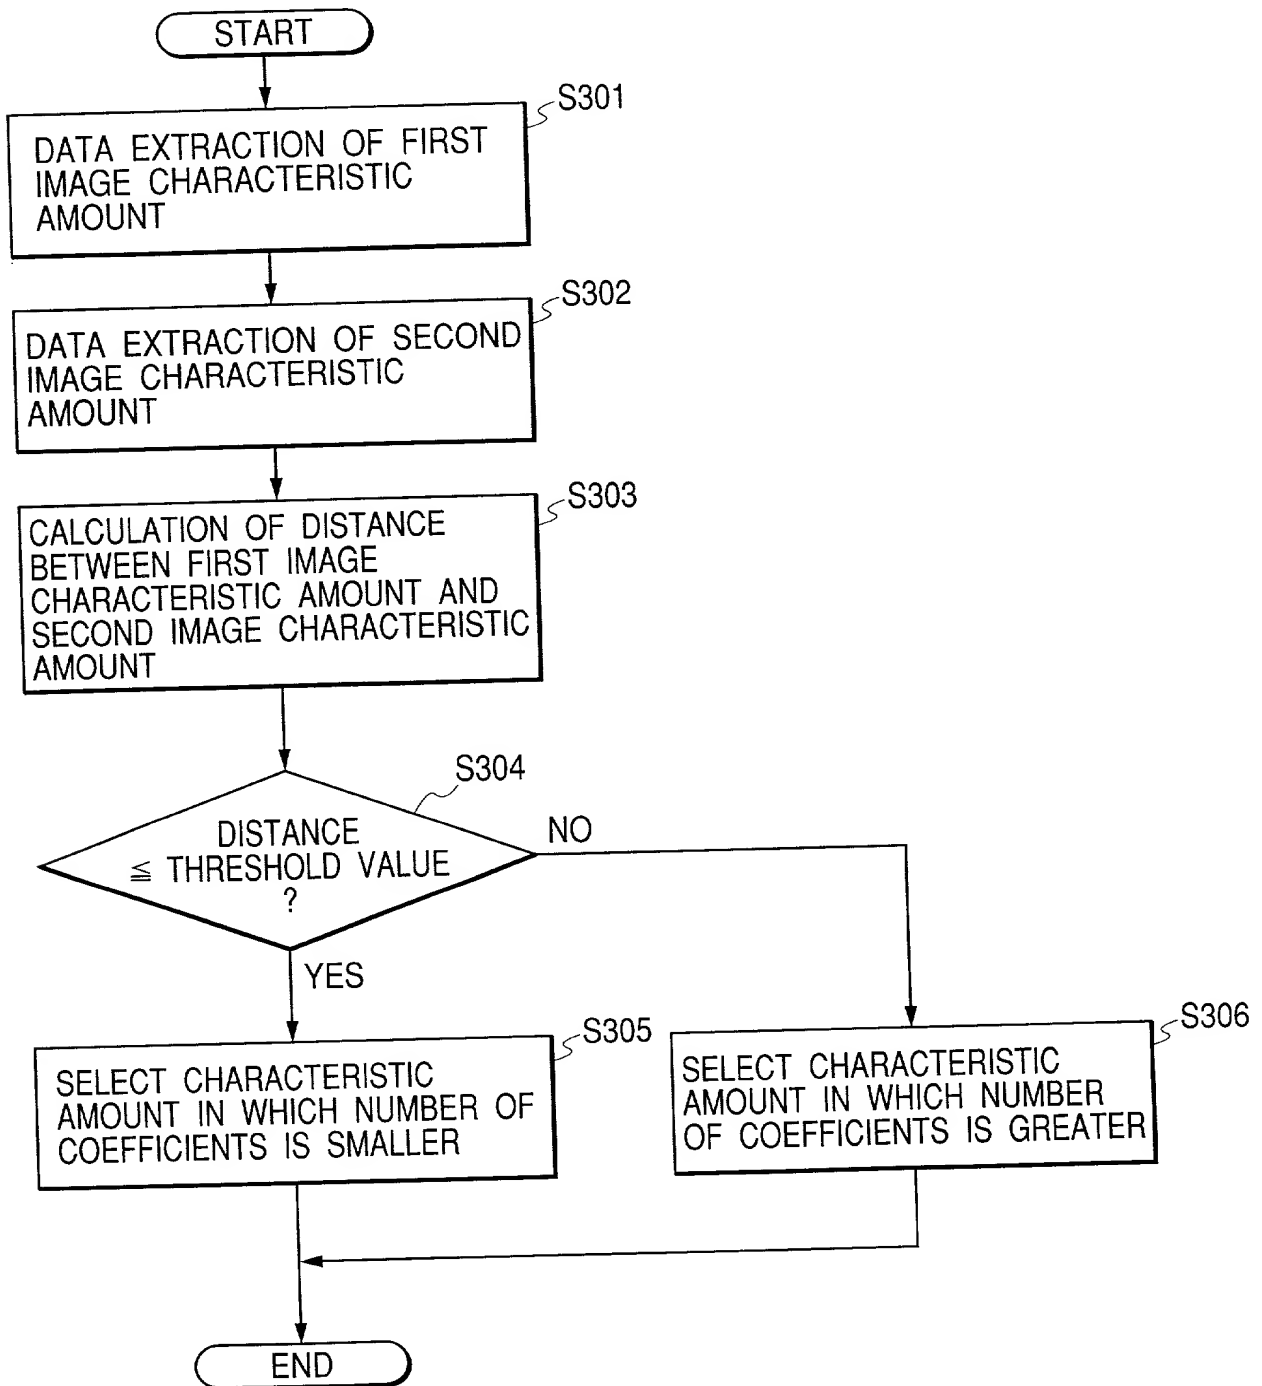 START
S301
DATA EXTRACTION OF FIRST
IMAGE CHARACTERISTIC
AMOUNT
S302
DATA EXTRACTION OF SECOND
IMAGE CHARACTERISTIC
AMOUNT
S303
CALCULATION OF DISTANCE
BETWEEN FIRST IMAGE
CHARACTERISTIC AMOUNT AND
SECOND IMAGE CHARACTERISTIC
AMOUNT
S304
DISTANCE
≦ THRESHOLD VALUE
?
NO
YES
S305
SELECT CHARACTERISTIC
AMOUNT IN WHICH NUMBER OF
COEFFICIENTS IS SMALLER
S306
SELECT CHARACTERISTIC
AMOUNT IN WHICH NUMBER
OF COEFFICIENTS IS GREATER
END